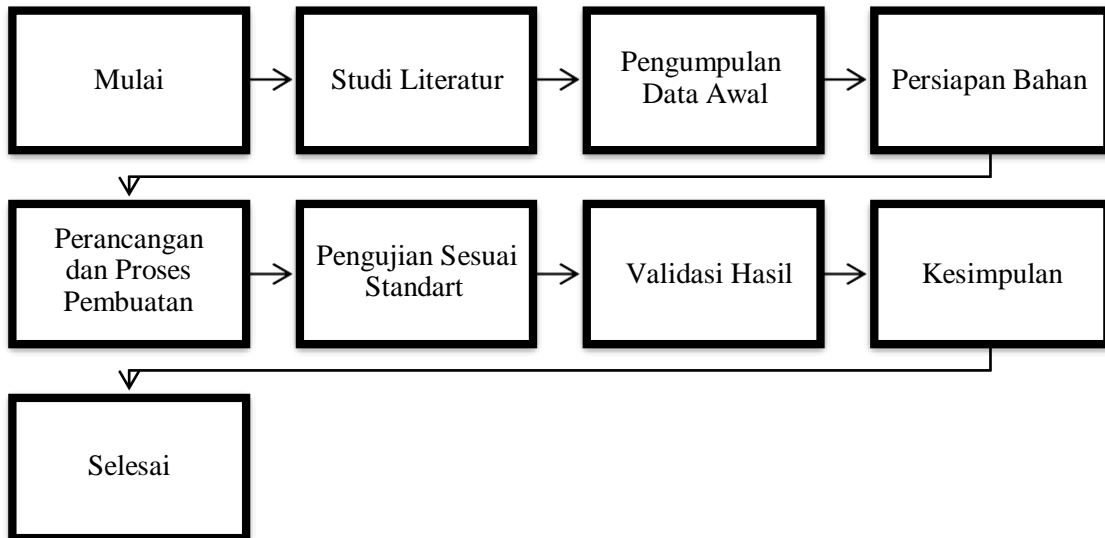 Mulai
Studi Literatur
Pengumpulan
Data Awal
Persiapan Bahan
Perancangan
dan Proses
Pembuatan
Pengujian Sesuai
Standart
Validasi Hasil
Kesimpulan
Selesai